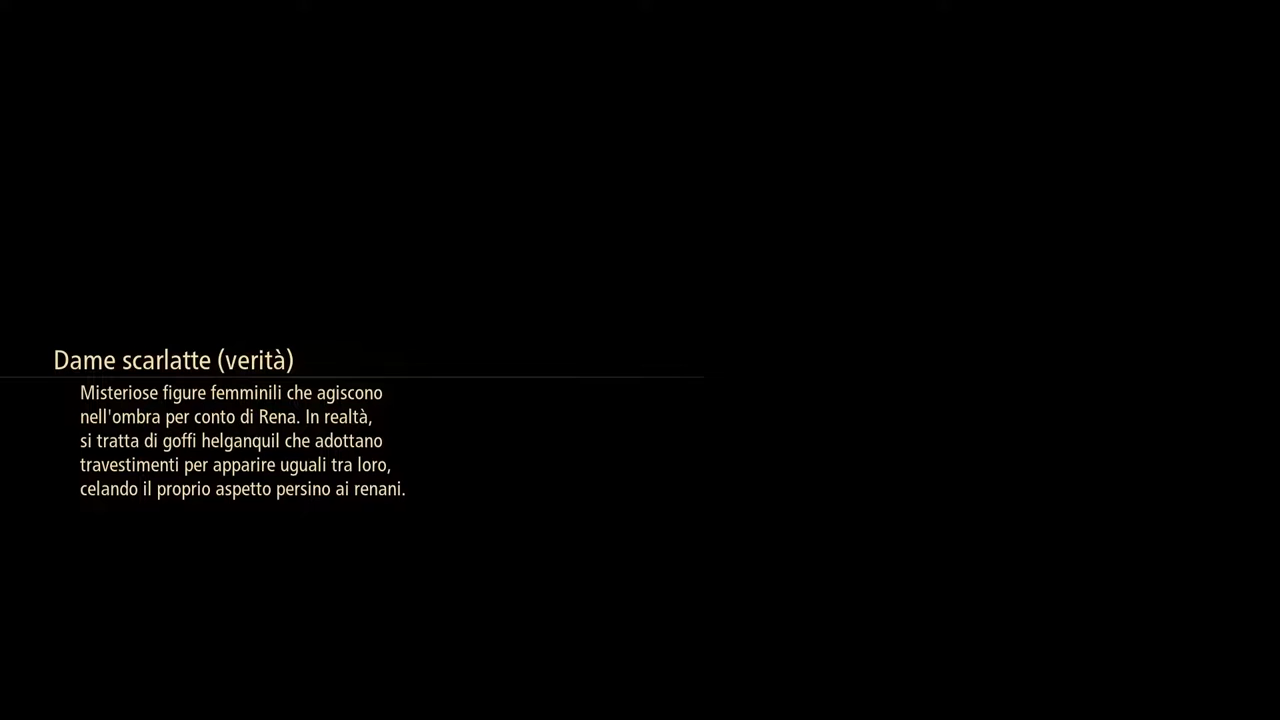 Dame scarlatte (verità)
Misteriose figure femminili che agiscono
nell'ombra per conto di Rena. In realtà,
si tratta di goffi helganquil che adottano
travestimenti per apparire uguali tra loro,
celando il proprio aspetto persino ai renani.